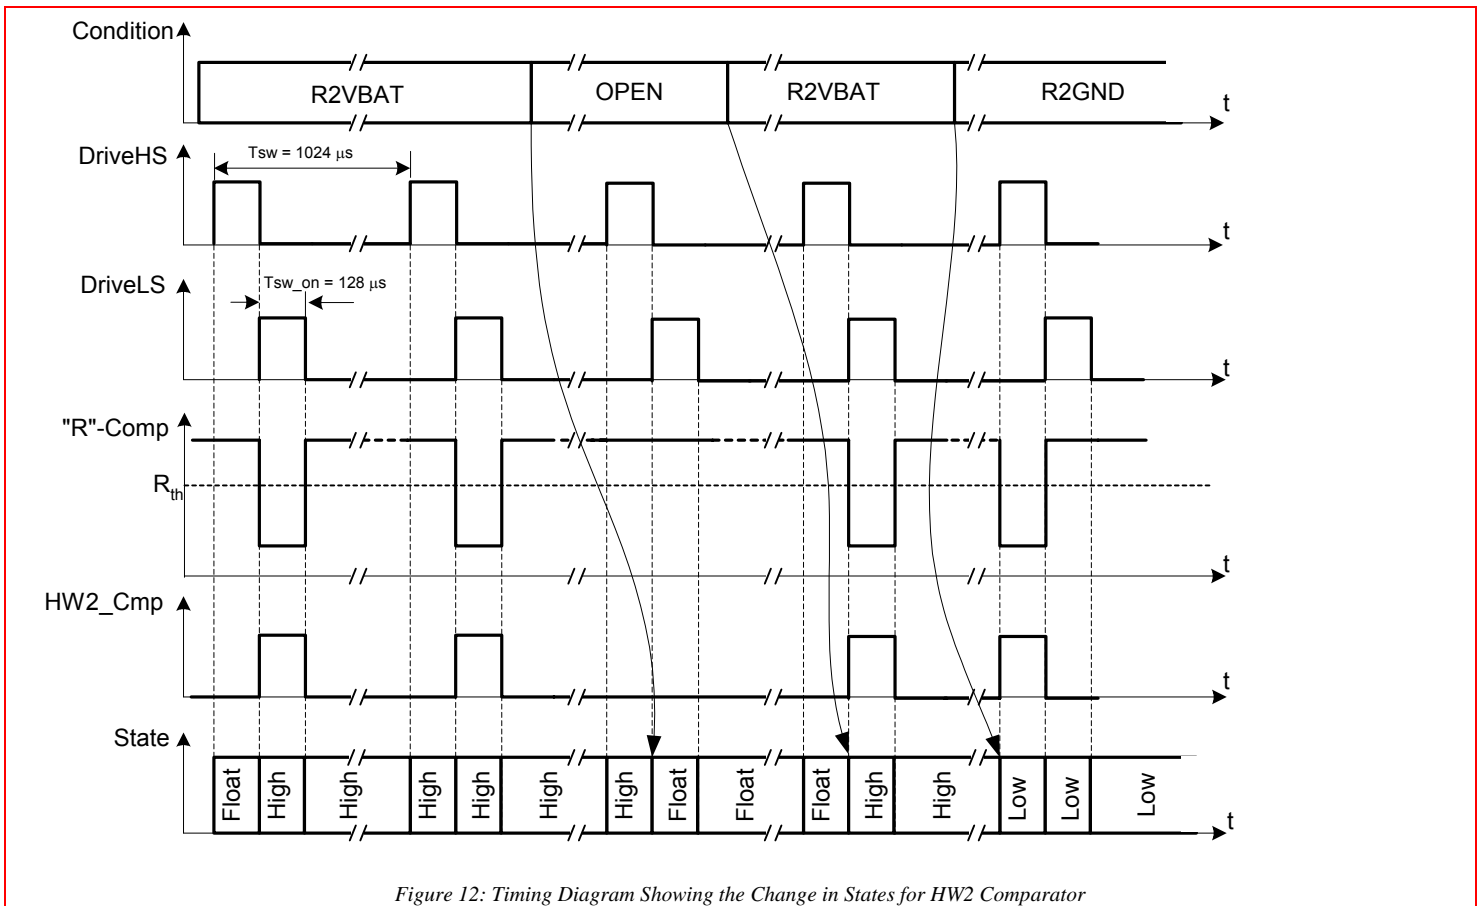 Condition
R2VBAT
OPEN
R2VBAT
R2GND
t
DriveHS
Tsw = 1024 µs
t
DriveLS
Tsw_on = 128 µs
t
"R"-Comp
Rth
t
HW2_Cmp
t
State
Float
High
High
High
High
High
High
Float
Float
Float
High
High
Low
Low
Low
t
Figure 12: Timing Diagram Showing the Change in States for HW2 Comparator